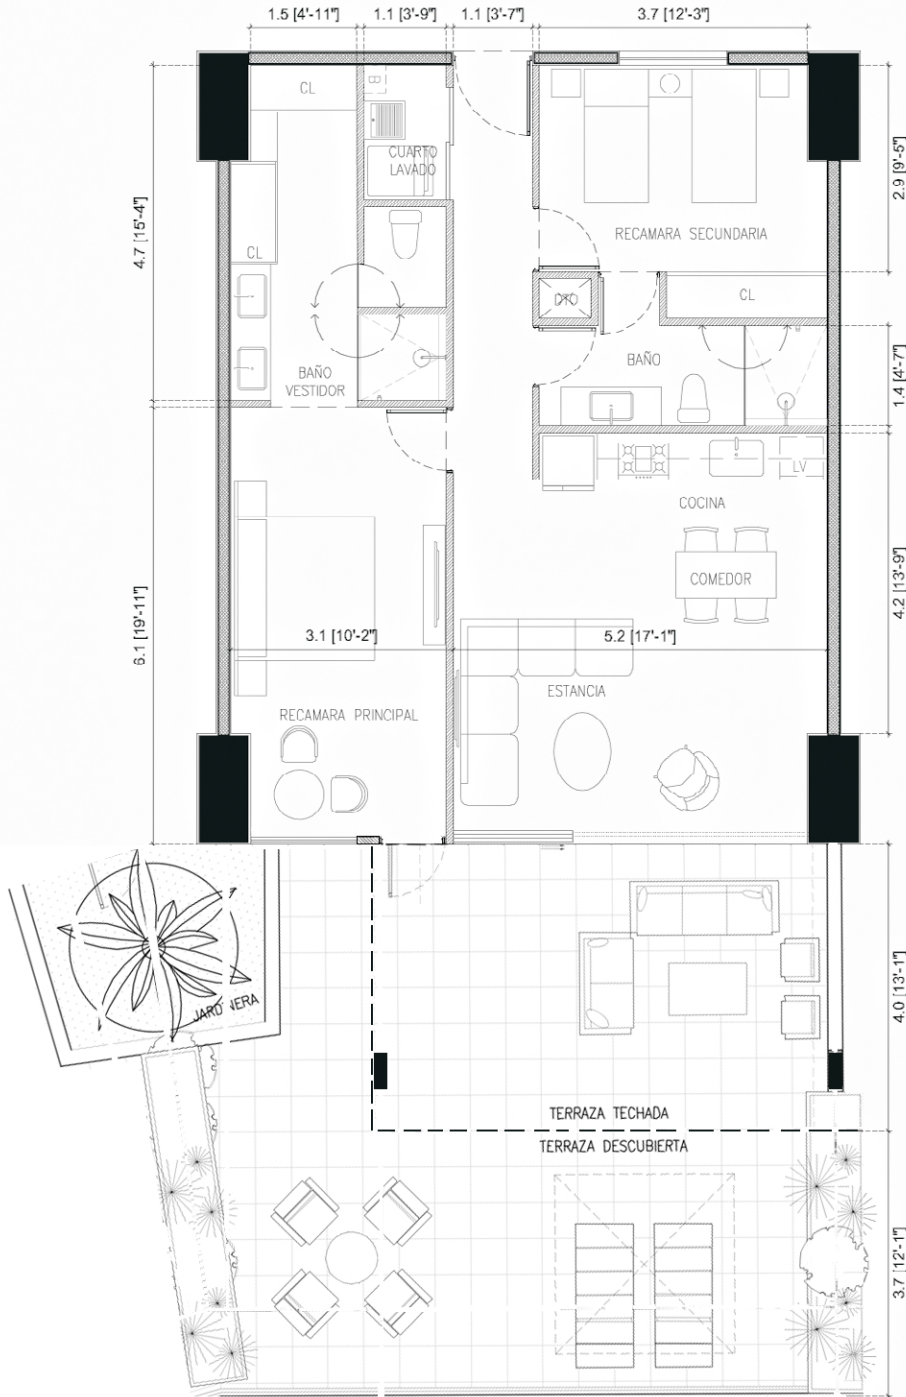 1.5 [4'-11"]
1.1 [3'-9"]
1.1 [3'-7"]
3.7 [12'-3"]
CL
B
CUARTO
LAVADO
2.9 [9'-5"]
4.7 [15'-4"]
RECAMARA SECUNDARIA
CL
DTO
CL
BAÑO
BAÑO
VESTIDOR
1.4 [4'-7"]
LV
COCINA
COMEDOR
4.2 [13'-9"]
6.1 [19'-11"]
3.1 [10'-2"]
5.2 [17'-1"]
ESTANCIA
RECAMARA PRINCIPAL
JARDINERA
4.0 [13'-1"]
TERRAZA TECHADA
TERRAZA DESCUBIERTA
3.7 [12'-1"]